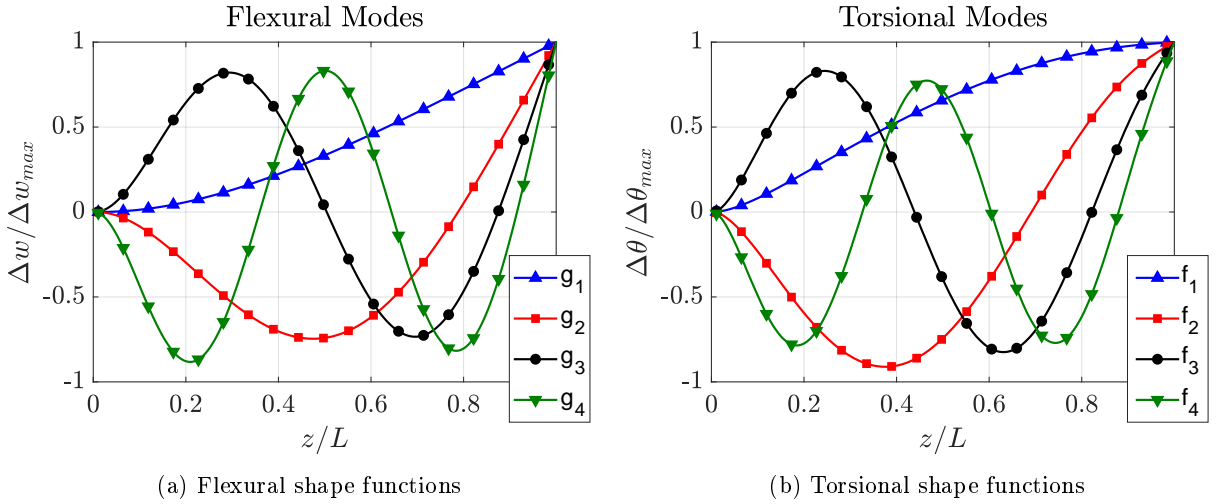 Flexural Modes
1
0.5
0
-0.5
-1
Δw/Δw_max
0
0.2
0.4
0.6
0.8
z/L
g_1
g_2
g_3
g_4
(a) Flexural shape functions
Torsional Modes
1
0.5
0
-0.5
-1
Δθ/Δθ_max
0
0.2
0.4
0.6
0.8
z/L
f_1
f_2
f_3
f_4
(b) Torsional shape functions